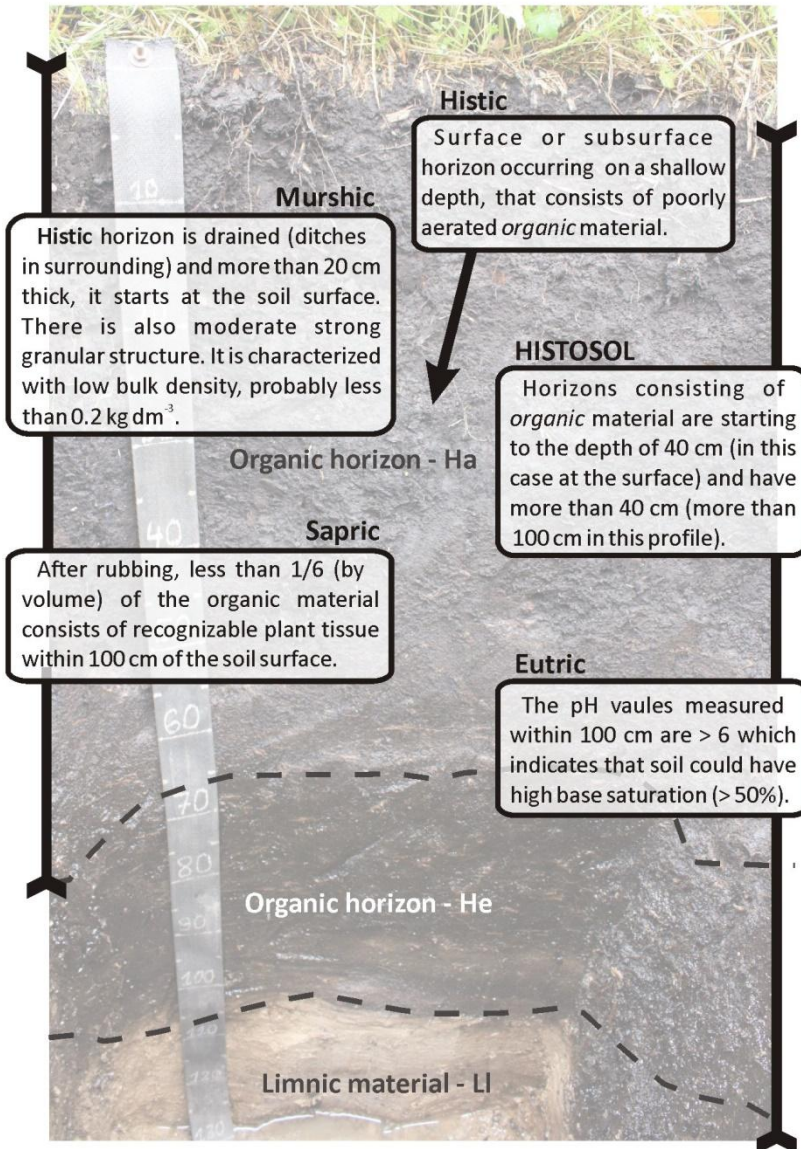 Histic
Surface or subsurface
horizon occurring on a shallow
depth, that consists of poorly
aerated organic material.
Murshic
Histic horizon is drained (ditches
in surrounding) and more than 20 cm
thick, it starts at the soil surface.
There is also moderate strong
granular structure. It is characterized
with low bulk density, probably less
than 0.2 kg dm⁻³.
HISTOSOL
Horizons consisting of
organic material are starting
to the depth of 40 cm (in this
case at the surface) and have
more than 40 cm (more than
100 cm in this profile).
Organic horizon - Ha
Sapric
After rubbing, less than 1/6 (by
volume) of the organic material
consists of recognizable plant tissue
within 100 cm of the soil surface.
Eutric
The pH vaules measured
within 100 cm are > 6 which
indicates that soil could have
high base saturation (> 50%).
Organic horizon - He
Limnic material - Ll
10
40
60
70
80
90
100
120